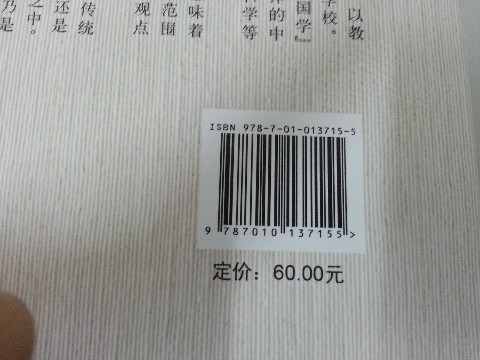 以教
学校。
国学』
的中
学等
味着
范围
观点
传统
还是
之中。
乃是
ISBN 978-7-01-013715-5
9 787010 137155 >
定价：60.00元